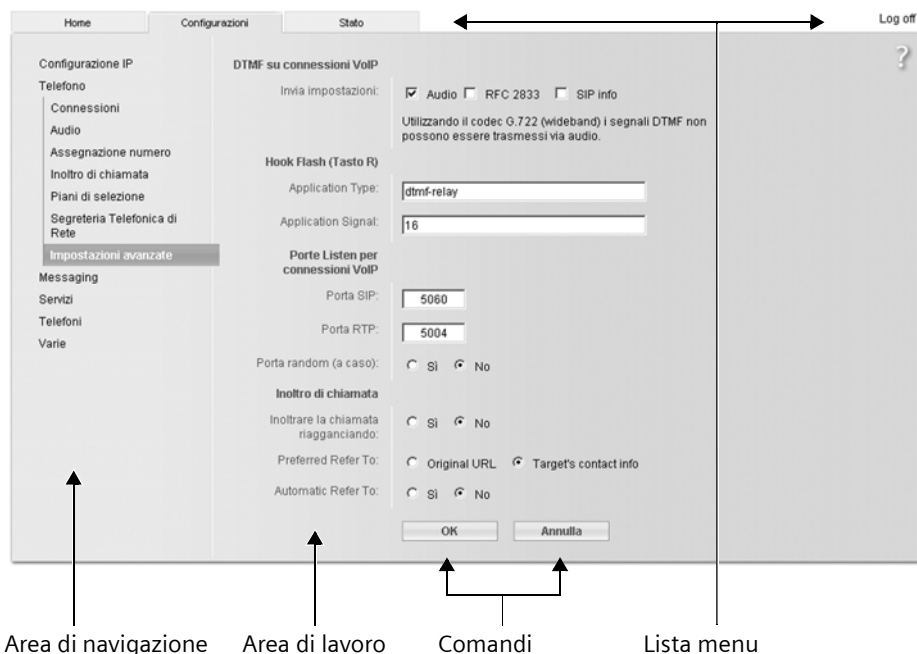 Home Configurazioni Stato Log off
?
Configurazione IP
Telefono
Connessioni
Audio
Assegnazione numero
Inoltro di chiamata
Piani di selezione
Segreteria Telefonica di
Rete
Impostazioni avanzate
Messaging
Servizi
Telefoni
Varie
DTMF su connessioni VoIP
Invia impostazioni: Audio RFC 2833 SIP info
Utilizzando il codec G.722 (wideband) i segnali DTMF non
possono essere trasmessi via audio.
Hook Flash (Tasto R)
Application Type: dtmf-relay
Application Signal: 16
Porte Listen per
connessioni VoIP
Porta SIP: 5060
Porta RTP: 5004
Porta random (a caso): Sì No
Inoltro di chiamata
Inoltrare la chiamata
riagganciando: Sì No
Preferred Refer To: Original URL Target's contact info
Automatic Refer To: Sì No
OK Annulla
Area di navigazione Area di lavoro Comandi Lista menu